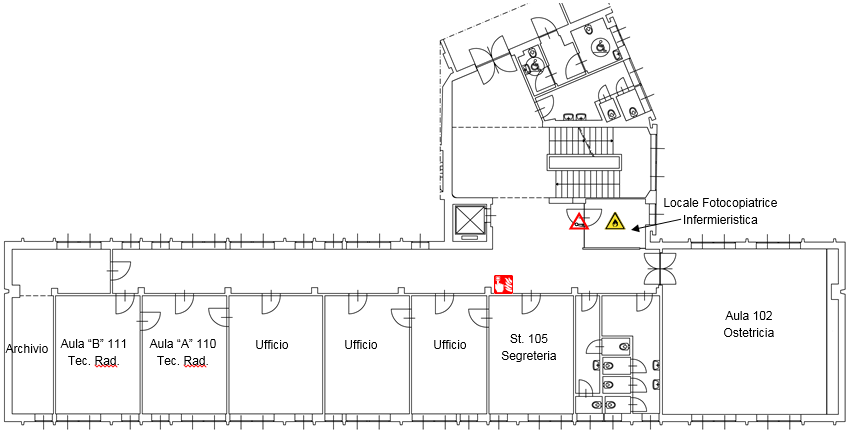 Locale Fotocopiatrice
Infermieristica
Archivio
Aula “B” 111
Tec. Rad.
Aula “A” 110
Tec. Rad.
Ufficio
Ufficio
Ufficio
St. 105
Segreteria
Aula 102
Ostetricia